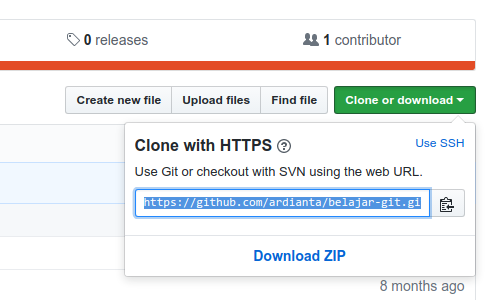 0 releases
1 contributor
Create new file
Upload files
Find file
Clone or download
Clone with HTTPS
Use SSH
Use Git or checkout with SVN using the web URL.
https://github.com/ardianta/belajar-git.gi
Download ZIP
8 months ago